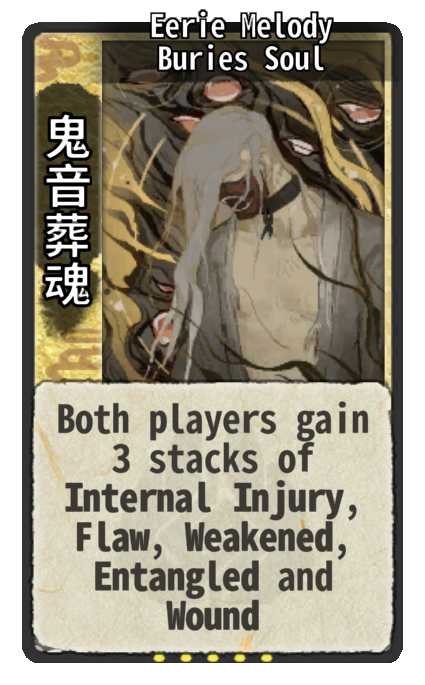 Eerie Melody
Buries Soul
鬼音葬魂
Both players gain
3 stacks of
Internal Injury,
Flaw, Weakened,
Entangled and
Wound